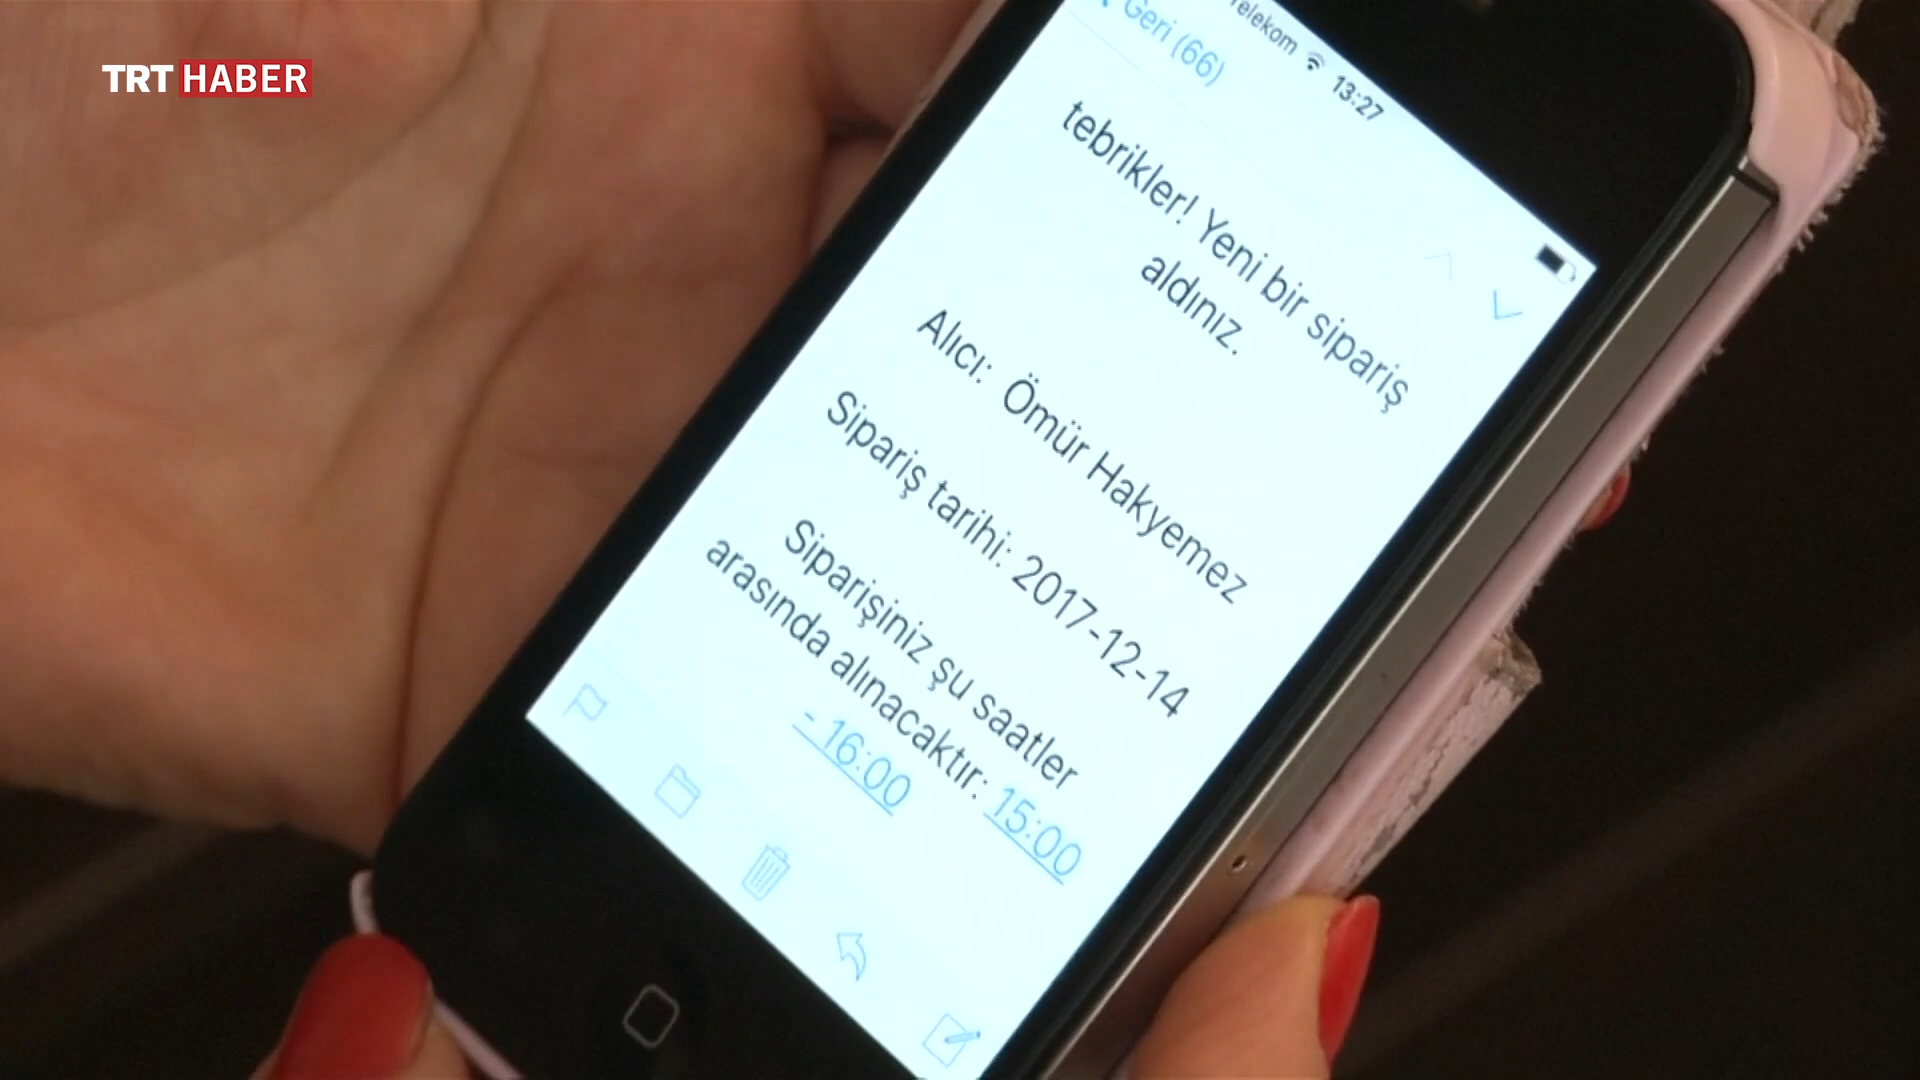 TRT HABER
Telekom 13:27
Geri (66)
tebrikler! Yeni bir sipariş
aldınız.
Alıcı: Ömür Hakyemez
Sipariş tarihi: 2017-12-14
Siparişiniz şu saatler
arasında alınacaktır: 15:00
- 16:00